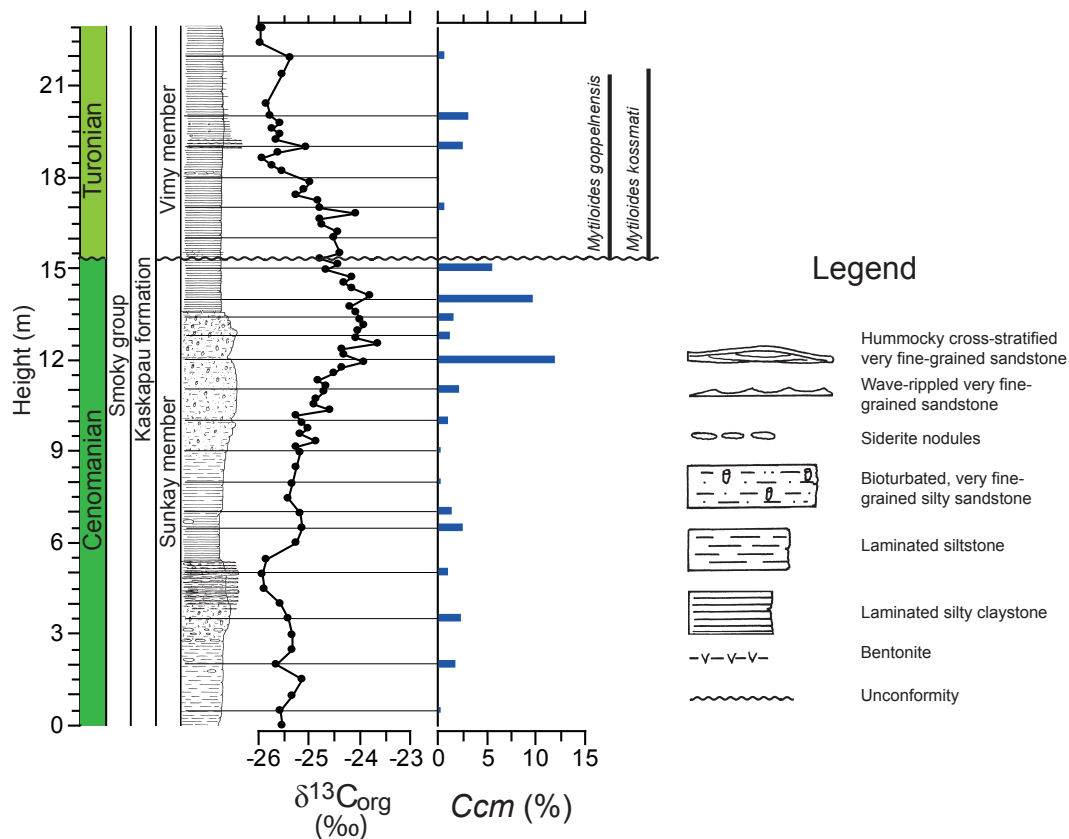 Height (m)
21
18
15
12
9
6
3
0
Turonian
Cenomanian
Smoky group
Kaskapau formation
Vimy member
Sunkay member
-26 -25 -24 -23
δ13Corg
(‰)
0 5 10 15
Ccm (%)
Mytiloides goppelnensis
Mytiloides kossmati
Legend
Hummocky cross-stratified
very fine-grained sandstone
Wave-rippled very fine-
grained sandstone
Siderite nodules
Bioturbated, very fine-
grained silty sandstone
Laminated siltstone
Laminated silty claystone
Bentonite
Unconformity